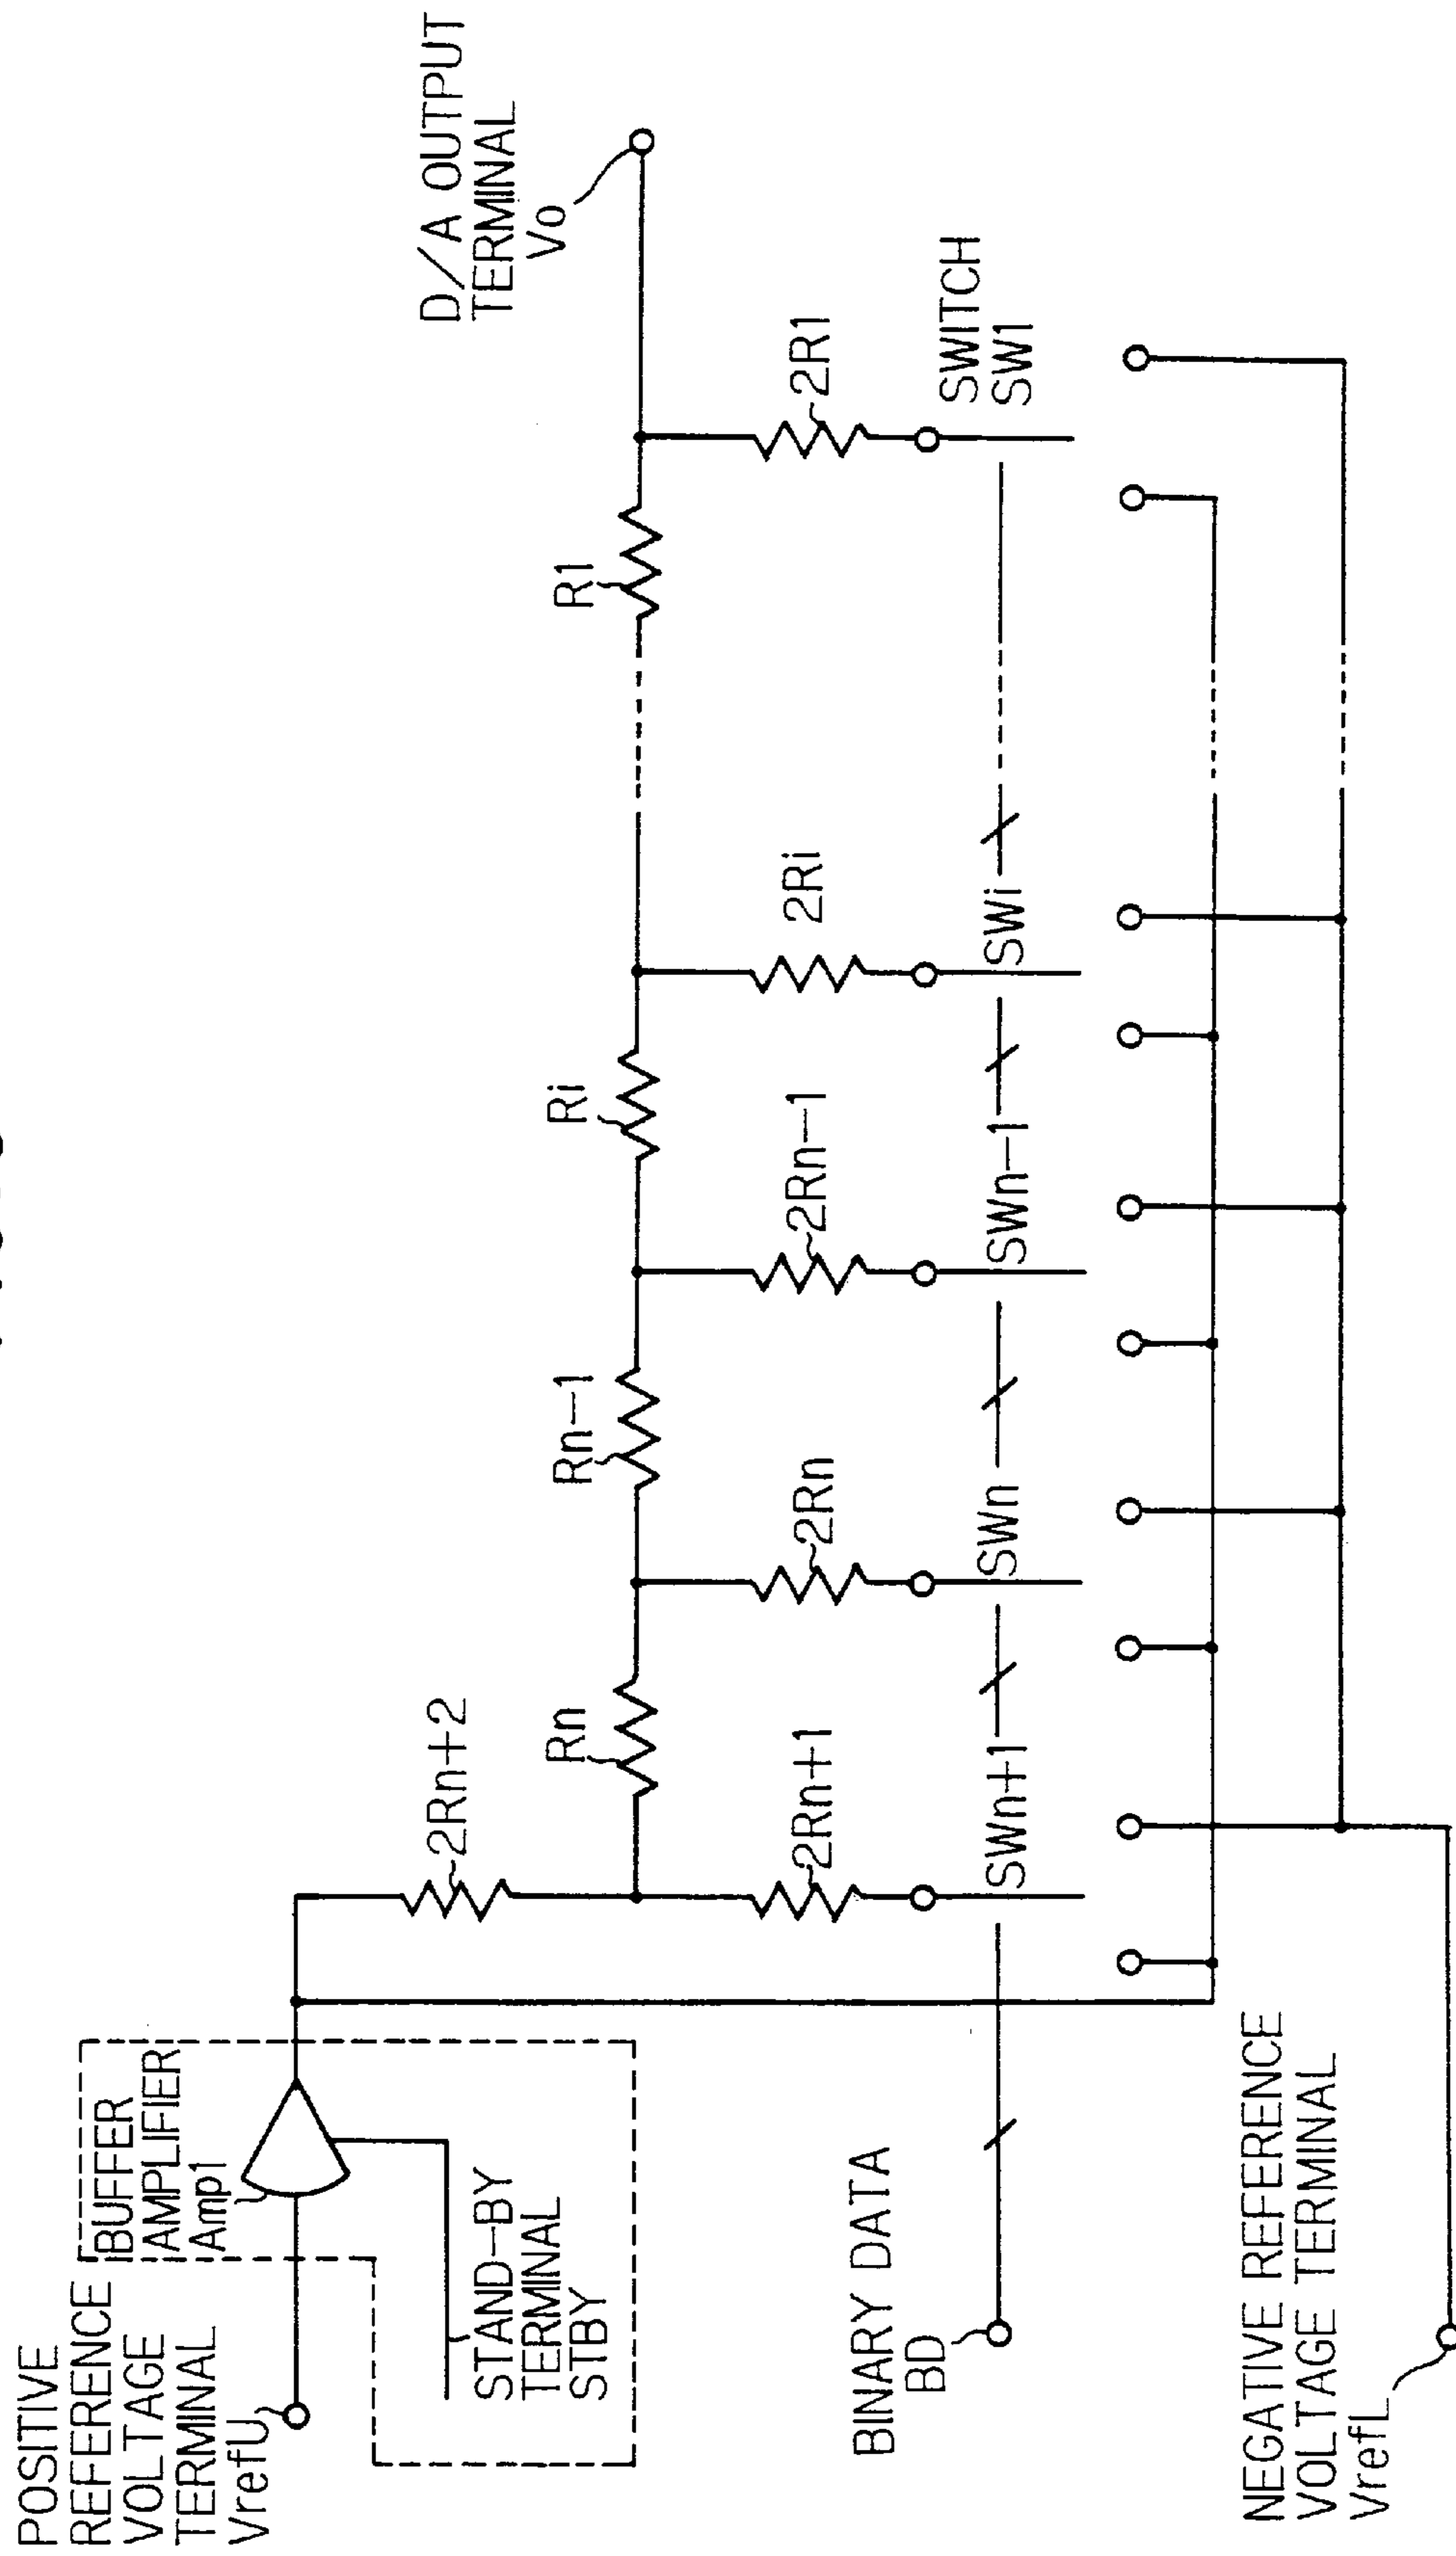 POSITIVE
REFERENCE
VOLTAGE
TERMINAL
VrefU
BUFFER
AMPLIFIER
Amp1
STAND-BY
TERMINAL
STBY
2Rn+2
Rn
Rn-1
Ri
R1
D/A OUTPUT
TERMINAL
Vo
2Rn+1
2Rn
2Rn-1
2Ri
2R1
BINARY DATA
BD
SWn+1
SWn
SWn-1
SWi
SWITCH
SW1
NEGATIVE REFERENCE
VOLTAGE TERMINAL
VrefL